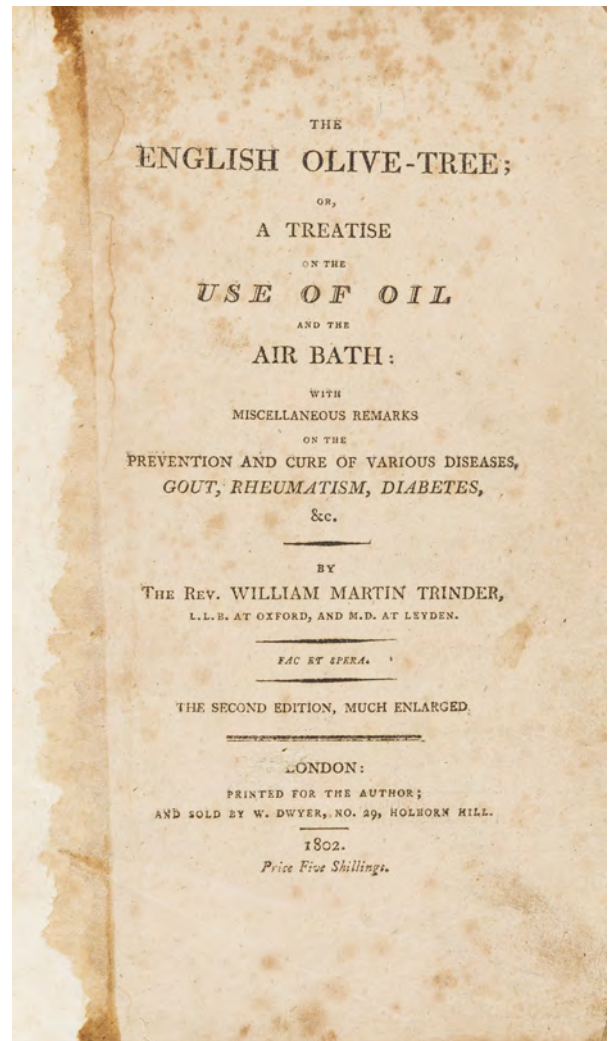 THE
ENGLISH OLIVE-TREE;
OR,
A TREATISE
ON THE
USE OF OIL
AND THE
AIR BATH:
WITH
MISCELLANEOUS REMARKS
ON THE
PREVENTION AND CURE OF VARIOUS DISEASES,
GOUT, RHEUMATISM, DIABETES,
&c.
BY
THE REV. WILLIAM MARTIN TRINDER,
L.L.B. AT OXFORD, AND M.D. AT LEYDEN.
FAC ET SPERA.
THE SECOND EDITION, MUCH ENLARGED.
LONDON:
PRINTED FOR THE AUTHOR;
AND SOLD BY W. DWYER, NO. 29, HOLBORN HILL.
1802.
Price Five Shillings.